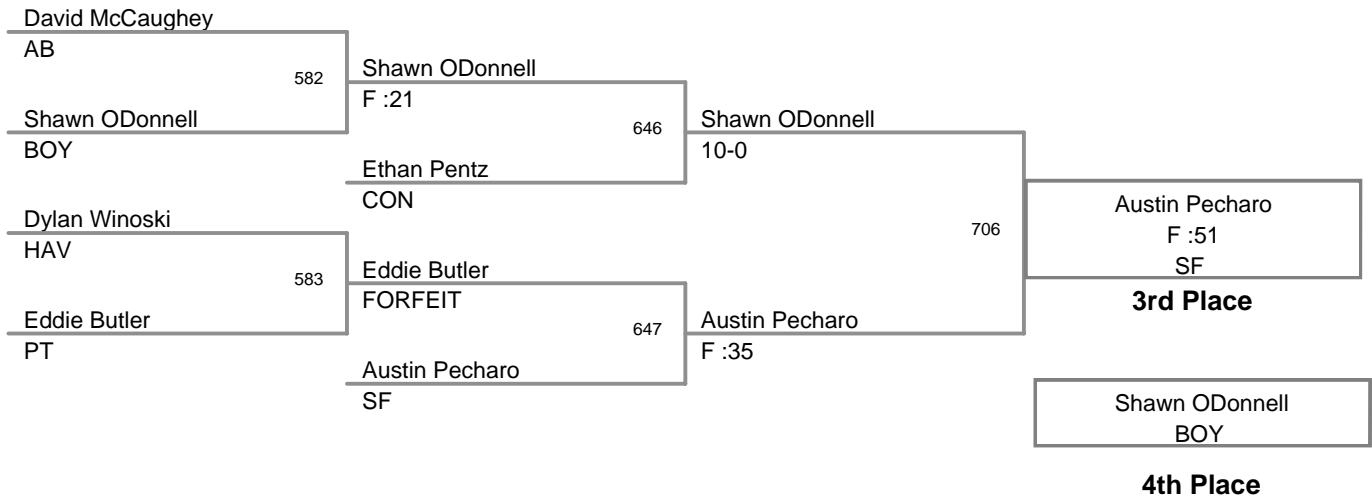 David McCaughey
AB
582
Shawn ODonnell
F :21
Shawn ODonnell
BOY
646
Shawn ODonnell
10-0
Ethan Pentz
CON
Dylan Winoski
HAV
706
Austin Pecharo
F :51
SF
3rd Place
583
Eddie Butler
FORFEIT
Eddie Butler
PT
647
Austin Pecharo
F :35
Austin Pecharo
SF
Shawn ODonnell
BOY
4th Place